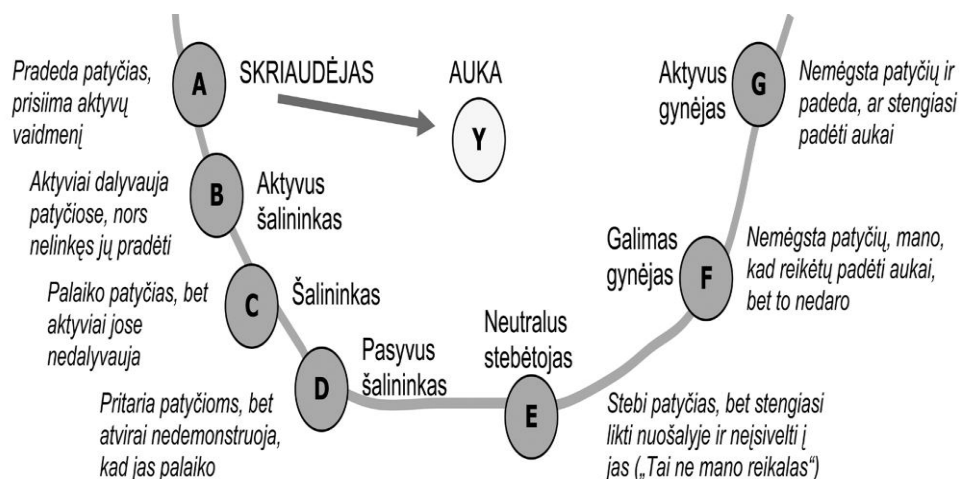 Pradeda patyčias,
prisiima aktyvų
vaidmenį
A
SKRIAUDĖJAS
AUKA
Y
Aktyvus
gynėjas
G
Nemėgsta patyčių ir
padeda, ar stengiasi
padėti aukai
Aktyviai dalyvauja
patyčiose, nors
nelinkęs jų pradėti
B
Aktyvus
šalininkas
Palaiko patyčias, bet
aktyviai jose
nedalyvauja
C
Šalininkas
Galimas
gynėjas
F
Nemėgsta patyčių, mano,
kad reikėtų padėti aukai,
bet to nedaro
Pritaria patyčioms, bet
atvirai nedemonstruoja,
kad jas palaiko
D
Pasyvus
šalininkas
Neutralus
stebėtojas
E
Stebi patyčias, bet stengiasi
likti nuošalyje ir neįsivelti į
jas („Tai ne mano reikalas“)